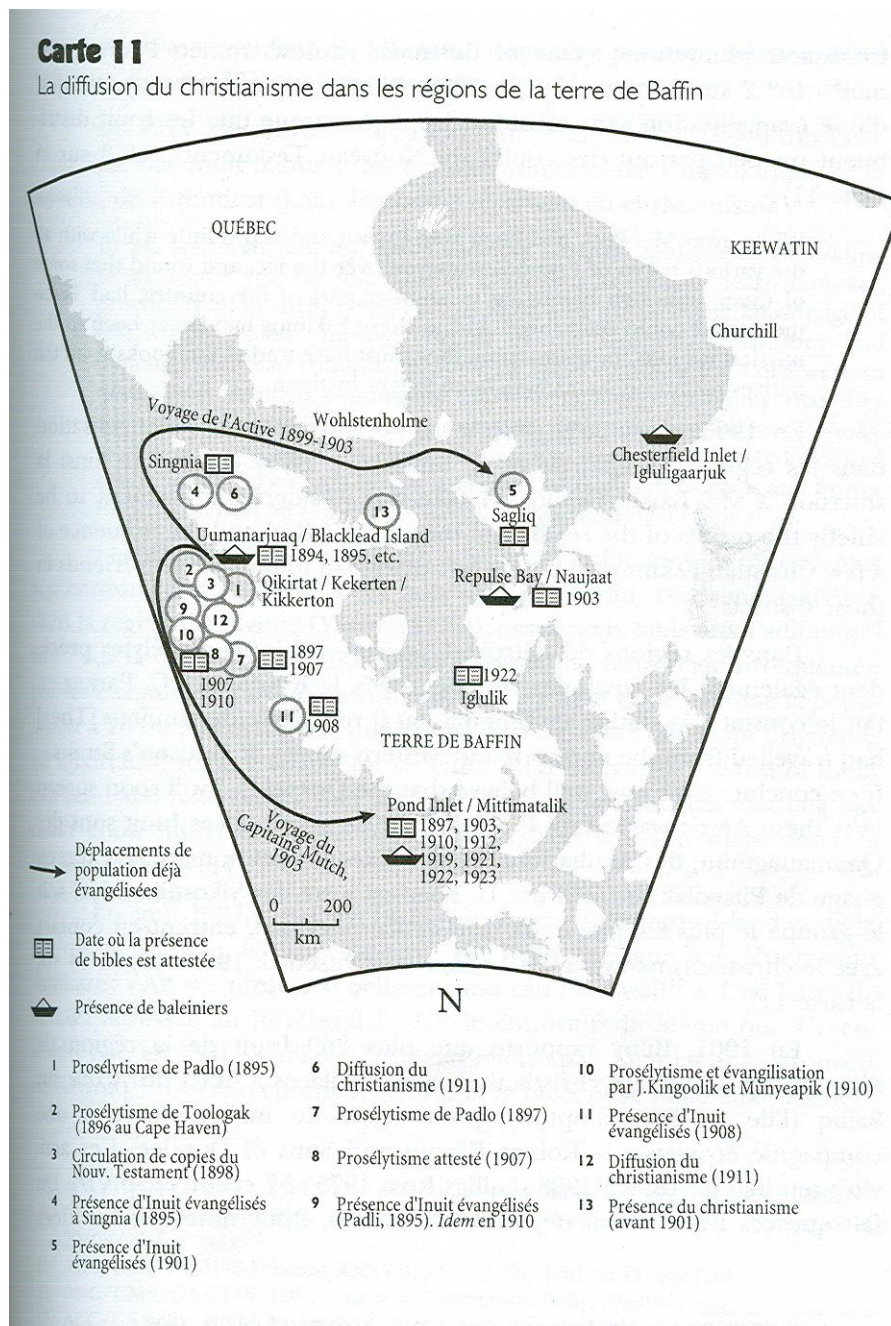 Carte 11
La diffusion du christianisme dans les régions de la terre de Baffin
QUÉBEC
KEEWATIN
Churchill
Voyage de l'Active 1899-1903
Wohlstenholme
Chesterfield Inlet /
Igluligaarjuk
Singnia
4
6
13
5
Sagliq
Uumanarjuaq / Blacklead Island
1894, 1895, etc.
2
3
1
Qikirtat / Kekerten /
Kikkerton
Repulse Bay / Naujaat
1903
9
12
10
8
7
1897
1907
1907
1910
11
1908
1922
Iglulik
TERRE DE BAFFIN
Pond Inlet / Mittimatalik
1897, 1903,
1910, 1912,
1919, 1921,
1922, 1923
Voyage du
Capitaine Mutch,
1903
Déplacements de
population déjà
évangélisées
0 200
km
Date où la présence
de bibles est attestée
N
Présence de baleiniers
1 Prosélytisme de Padlo (1895)
2 Prosélytisme de Toologak
(1896 au Cape Haven)
3 Circulation de copies du
Nouv. Testament (1898)
4 Présence d'Inuit évangélisés
à Singnia (1895)
5 Présence d'Inuit
évangélisés (1901)
6 Diffusion du
christianisme (1911)
7 Prosélytisme de Padlo (1897)
8 Prosélytisme attesté (1907)
9 Présence d'Inuit évangélisés
(Padli, 1895). Idem en 1910
10 Prosélytisme et évangilisation
par J.Kingoolik et Munyeapik (1910)
11 Présence d'Inuit
évangélisés (1908)
12 Diffusion du
christianisme (1911)
13 Présence du christianisme
(avant 1901)